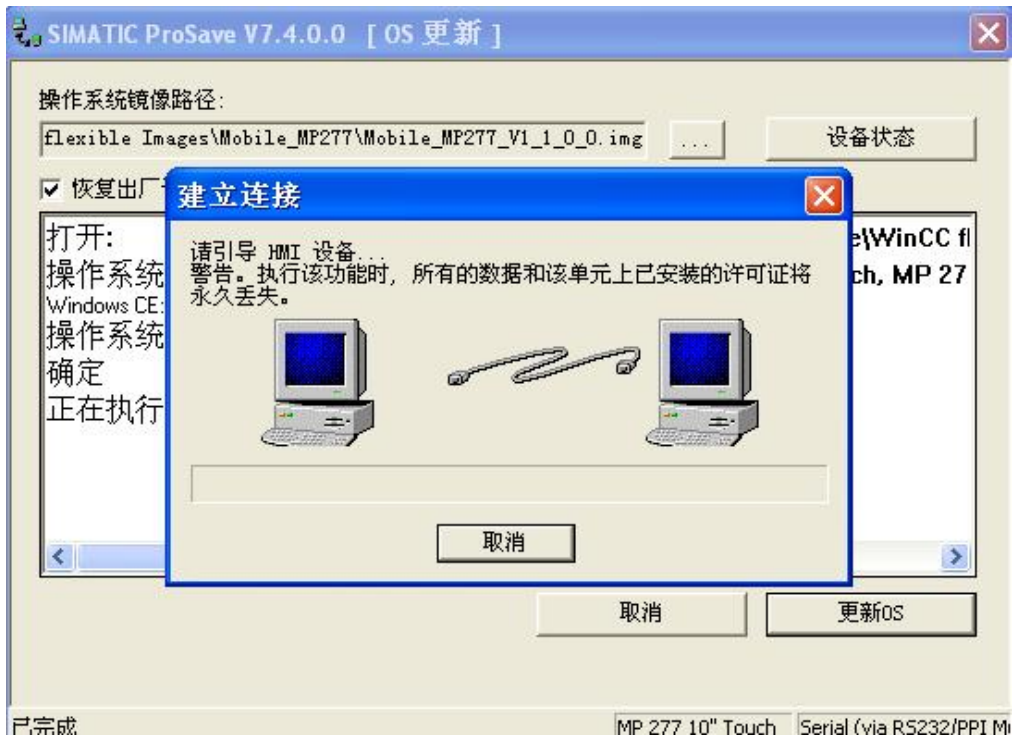 SIMATIC ProSave V7.4.0.0 [ OS 更新 ]
操作系统镜像路径:
flexible Images\Mobile_MP277\Mobile_MP277_V1_1_0_0.img
...
设备状态
恢复出厂
建立连接
打开:
e\WinCC fl
请引导 HMI 设备...
操作系统
警告。执行该功能时, 所有的数据和该单元上已安装的许可证将
ch, MP 27
永久丢失。
Windows CE:
操作系统
确定
正在执行
取消
取消
更新OS
已完成
MP 277 10" Touch
Serial (via RS232/PPI M